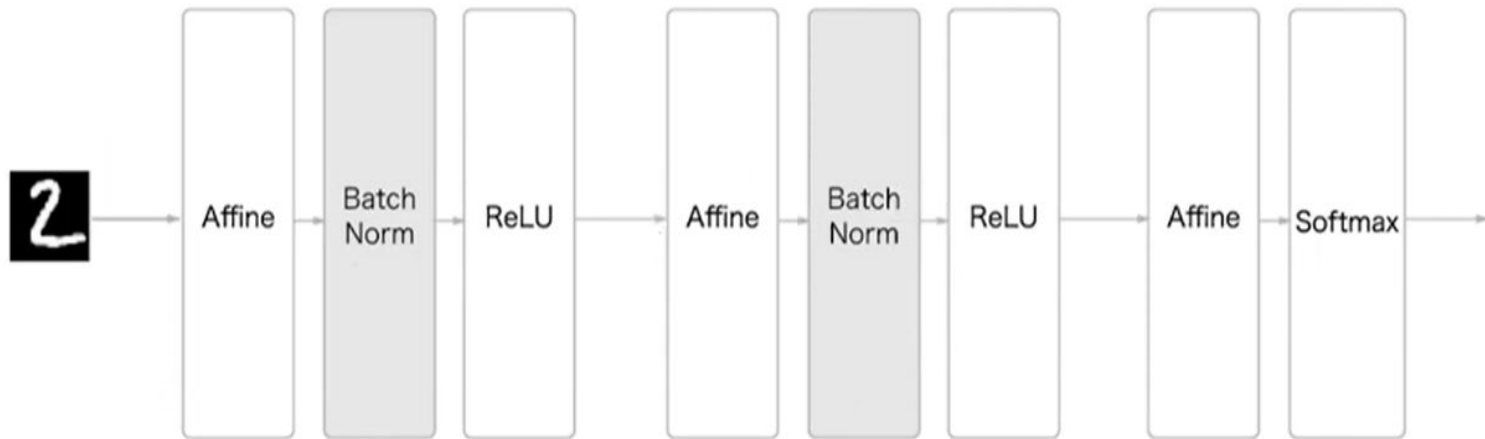 2
Affine
Batch
Norm
ReLU
Affine
Batch
Norm
ReLU
Affine
Softmax